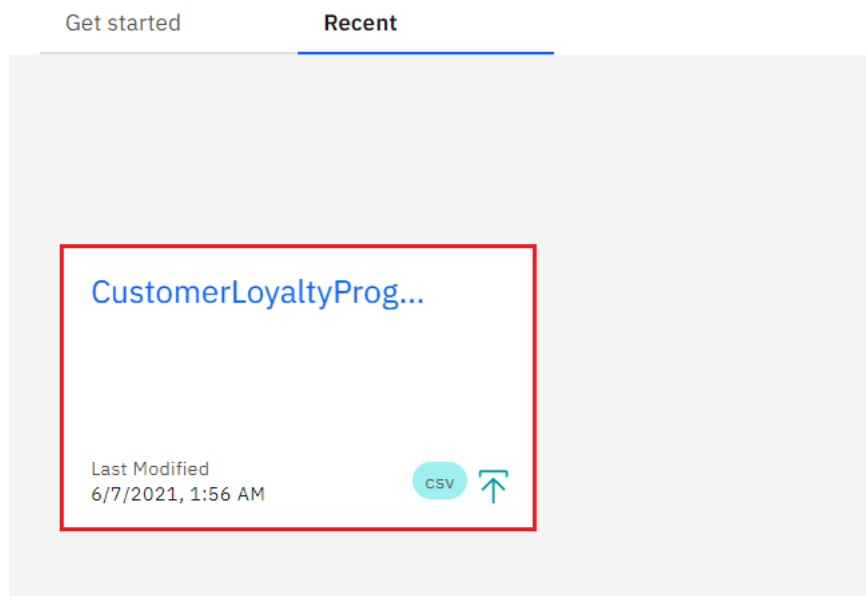 Get started
Recent
CustomerLoyaltyProg...
Last Modified
6/7/2021, 1:56 AM
csv